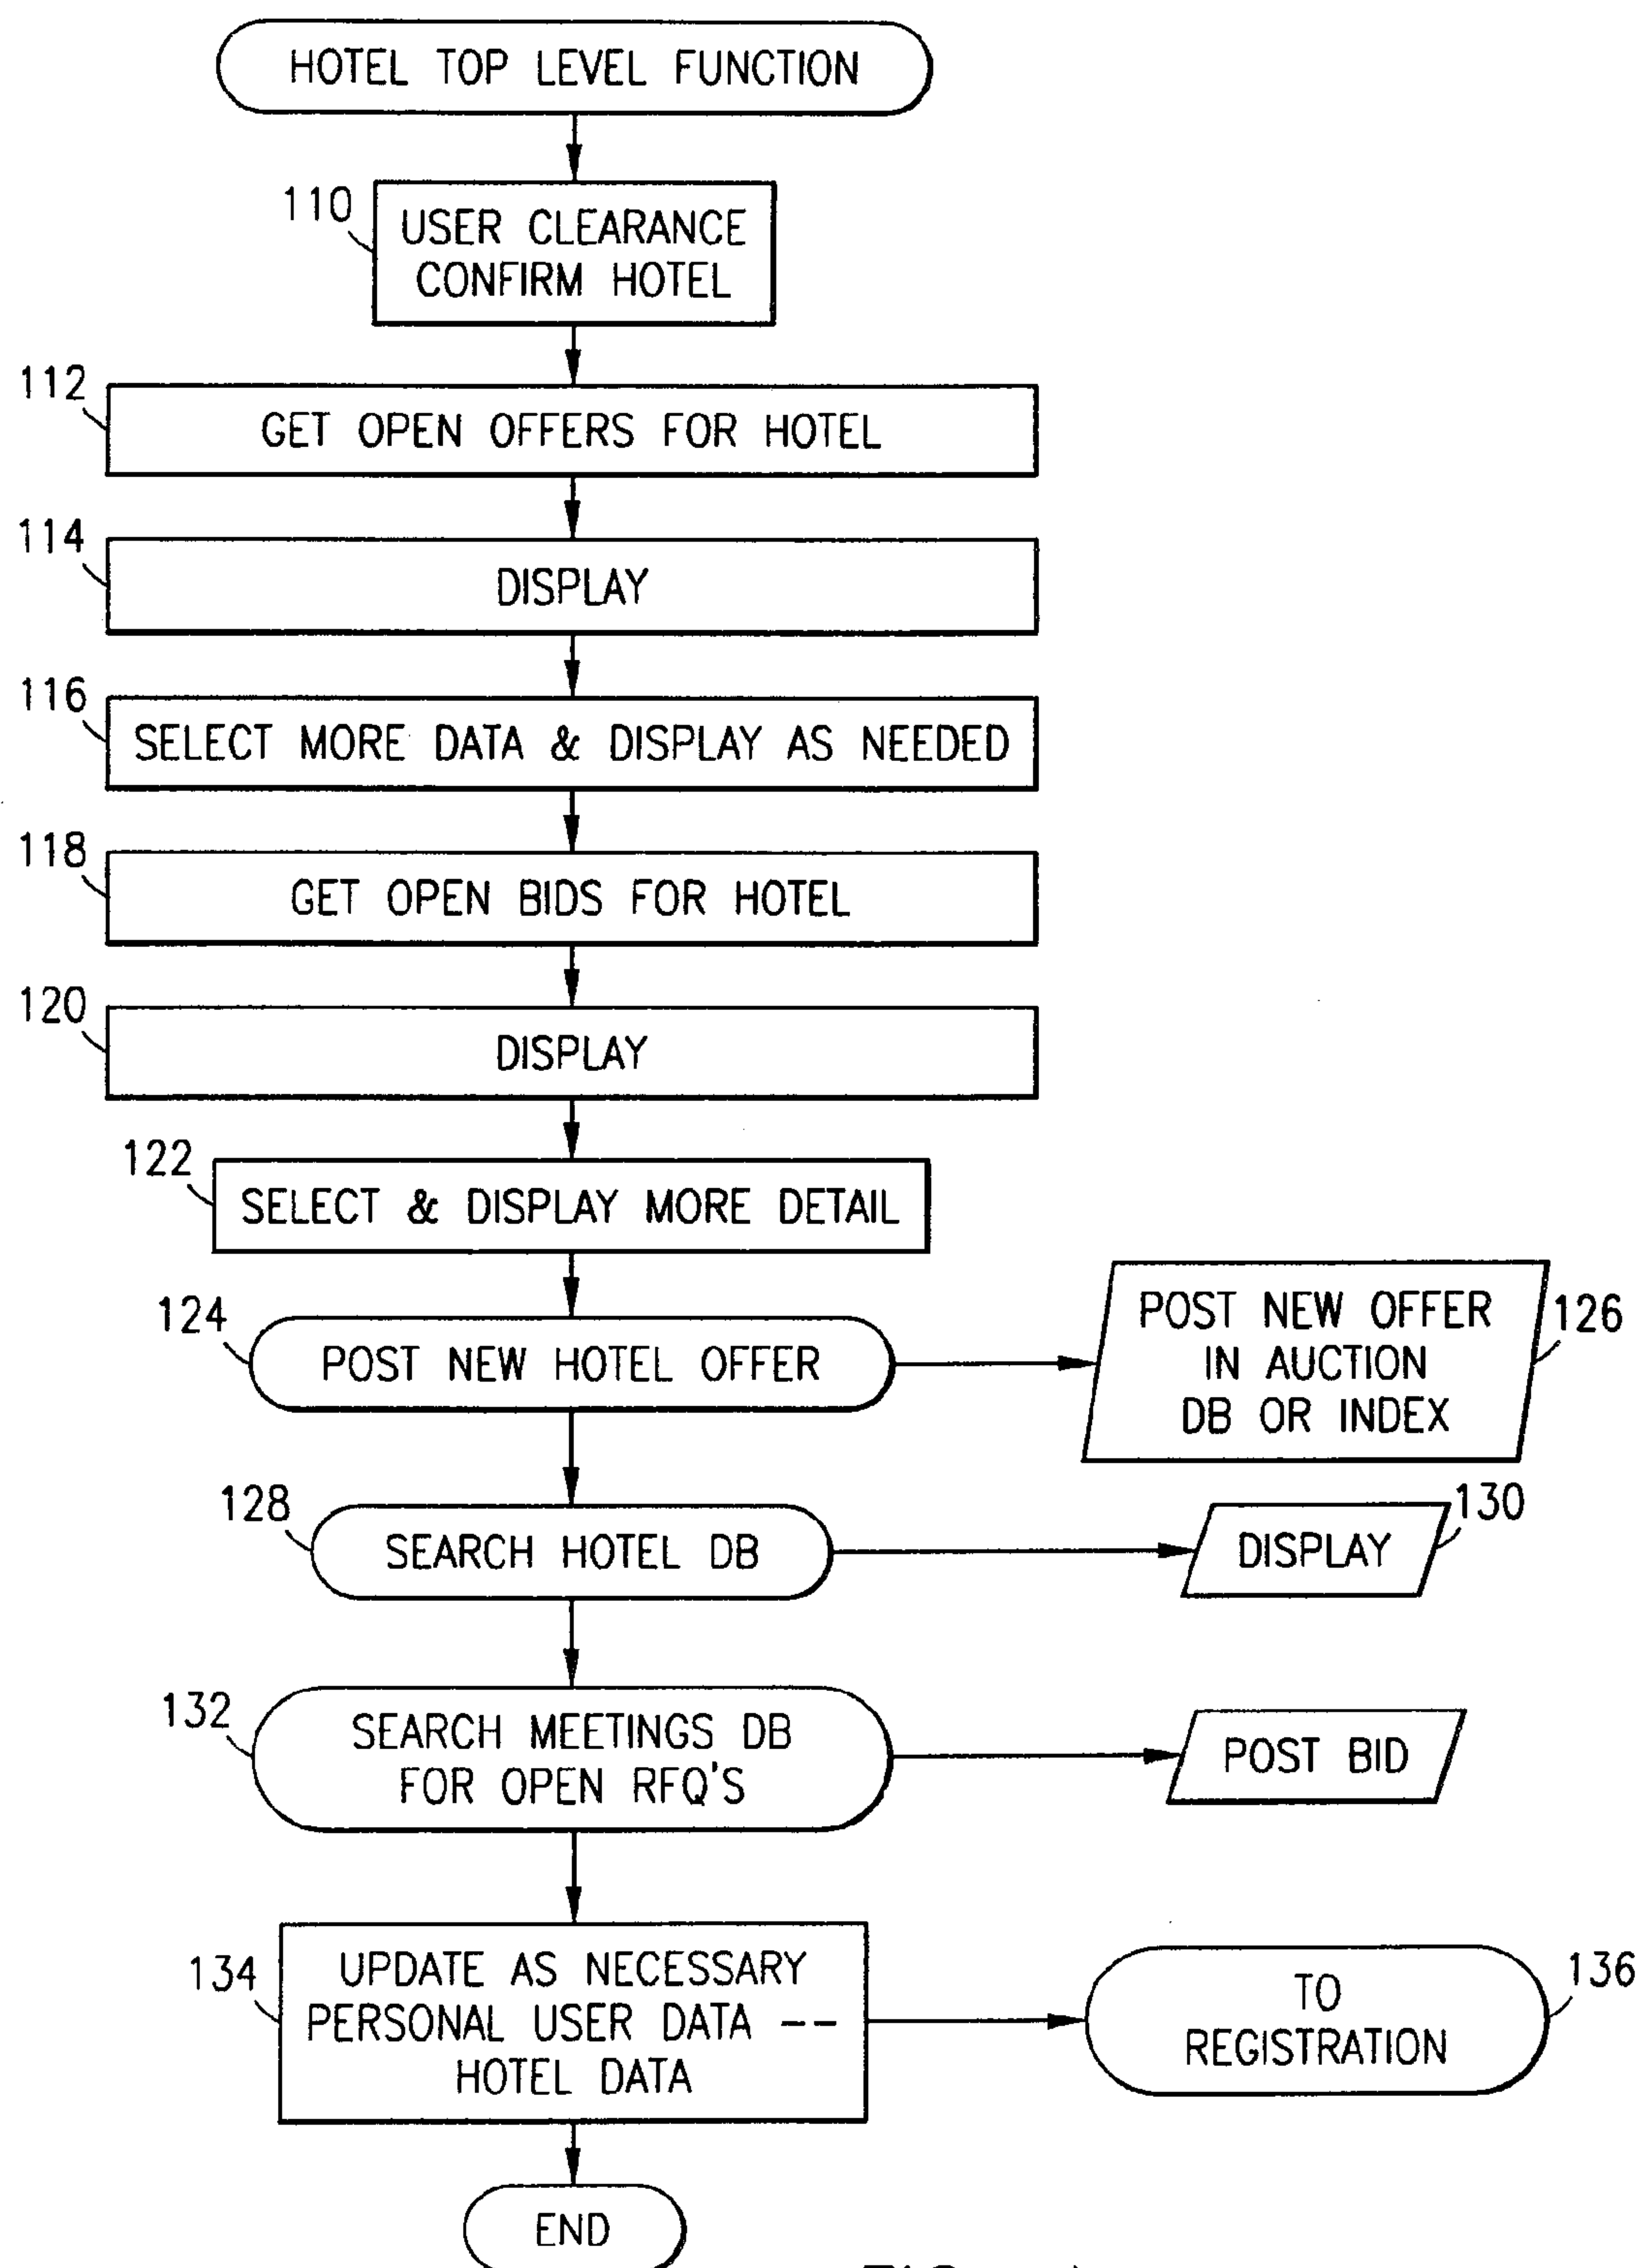 HOTEL TOP LEVEL FUNCTION
110
USER CLEARANCE
CONFIRM HOTEL
112
GET OPEN OFFERS FOR HOTEL
114
DISPLAY
116
SELECT MORE DATA & DISPLAY AS NEEDED
118
GET OPEN BIDS FOR HOTEL
120
DISPLAY
122
SELECT & DISPLAY MORE DETAIL
124
POST NEW HOTEL OFFER
POST NEW OFFER
IN AUCTION
DB OR INDEX
126
128
SEARCH HOTEL DB
DISPLAY
130
132
SEARCH MEETINGS DB
FOR OPEN RFQ'S
POST BID
134
UPDATE AS NECESSARY
PERSONAL USER DATA --
HOTEL DATA
TO
REGISTRATION
136
END